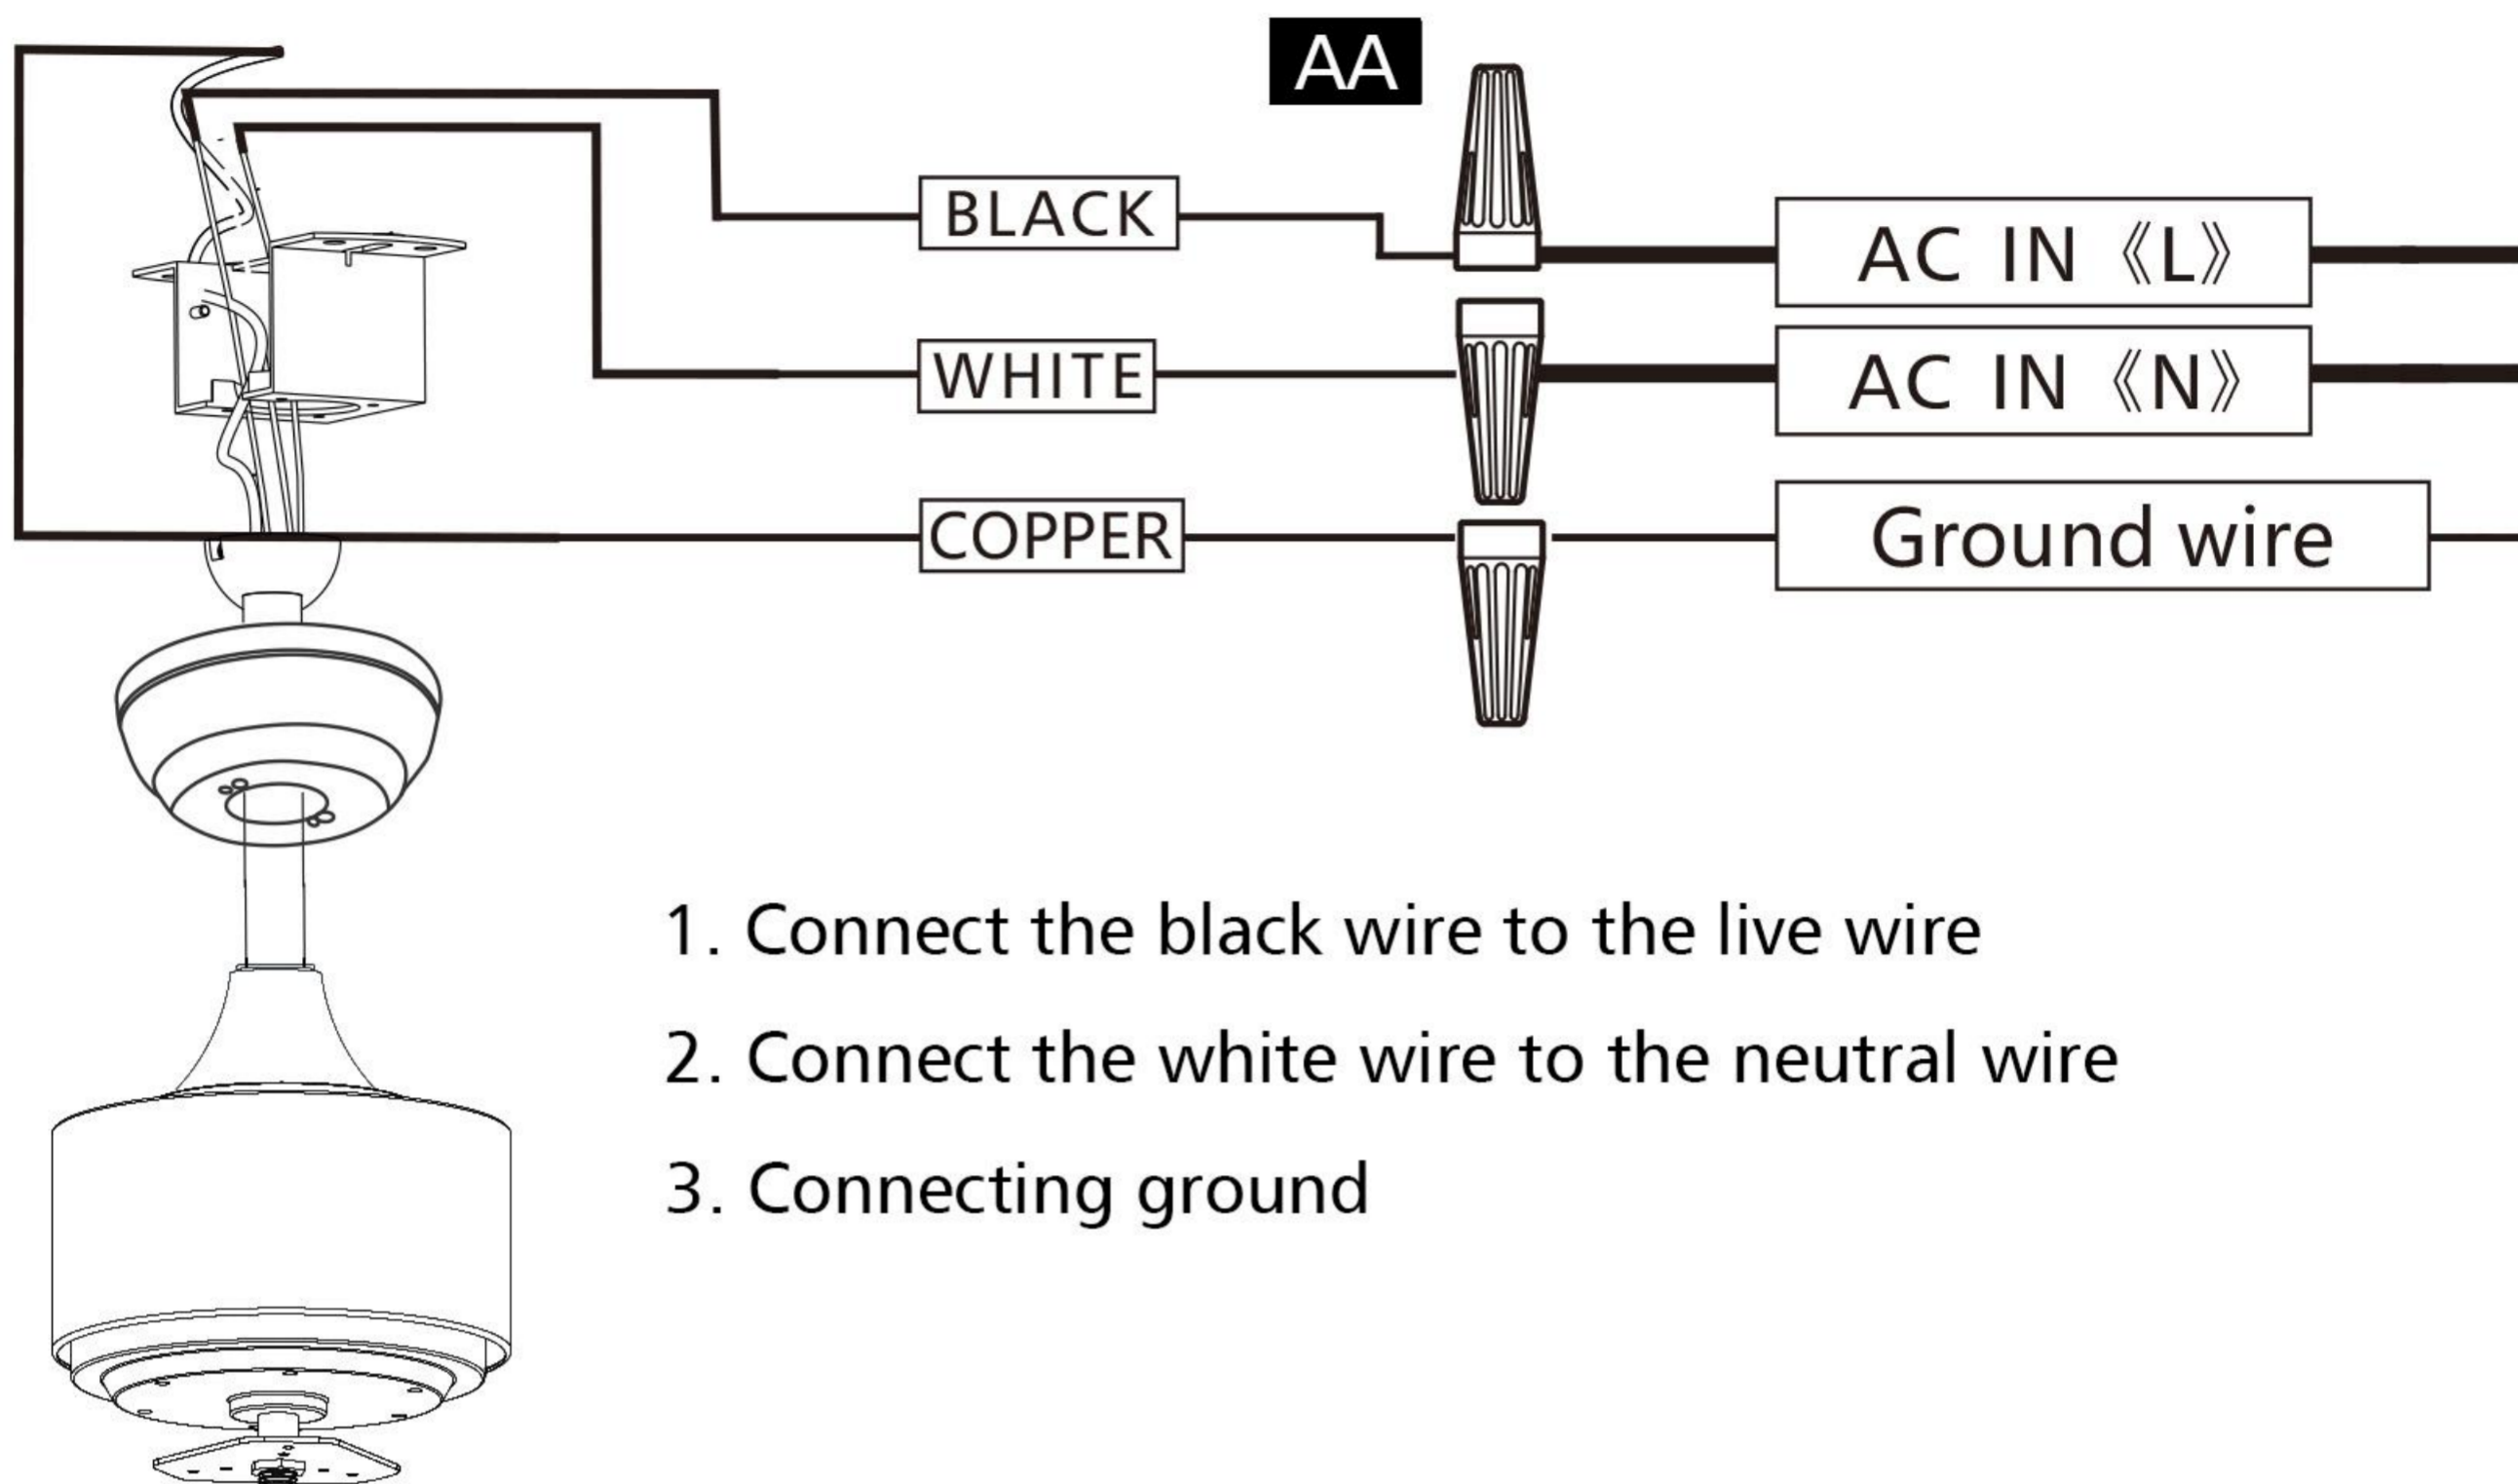 AA
BLACK
AC IN 《L》
WHITE
AC IN 《N》
COPPER
Ground wire
1. Connect the black wire to the live wire
2. Connect the white wire to the neutral wire
3. Connecting ground